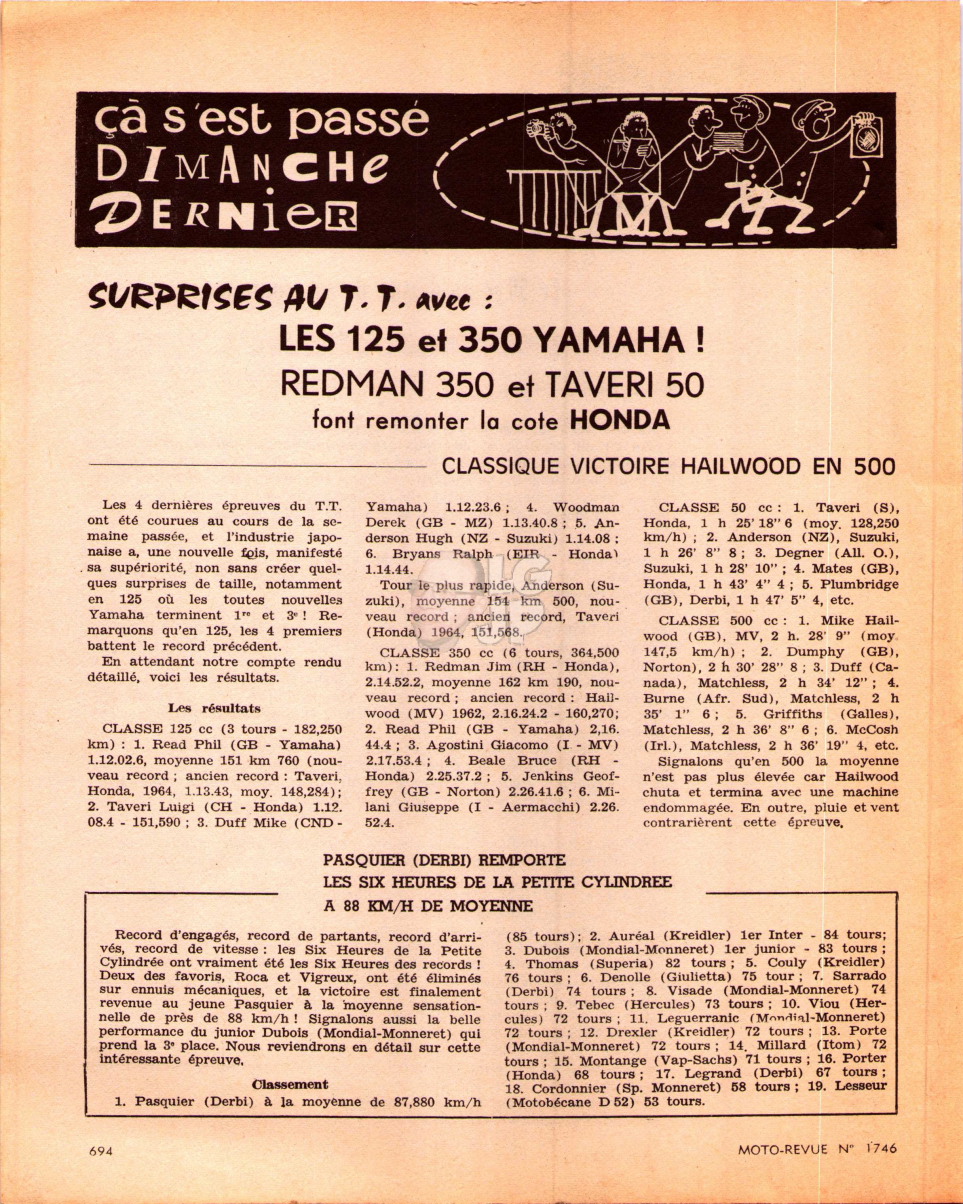 çà s'est passé
DIMANCHe
DERNieR
SURPRISES AU T.T. avec :
LES 125 et 350 YAMAHA !
REDMAN 350 et TAVERI 50
font remonter la cote HONDA
CLASSIQUE VICTOIRE HAILWOOD EN 500
Les 4 dernières épreuves du T.T.
ont été courues au cours de la se-
maine passée, et l'industrie japo-
naise a, une nouvelle fois, manifesté
sa supériorité, non sans créer quel-
ques surprises de taille, notamment
en 125 où les toutes nouvelles
Yamaha terminent 1re et 3e ! Re-
marquons qu'en 125, les 4 premiers
battent le record précédent.
En attendant notre compte rendu
détaillé, voici les résultats.
Les résultats
CLASSE 125 cc (3 tours - 182,250
km) : 1. Read Phil (GB - Yamaha)
1.12.02.6, moyenne 151 km 760 (nou-
veau record ; ancien record : Taveri,
Honda, 1964, 1.13.43, moy. 148,284);
2. Taveri Luigi (CH - Honda) 1.12.
08.4 - 151,590 ; 3. Duff Mike (CND -
Yamaha) 1.12.23.6 ; 4. Woodman
Derek (GB - MZ) 1.13.40.8 ; 5. An-
derson Hugh (NZ - Suzuki) 1.14.08 ;
6. Bryans Ralph (EIR - Honda)
1.14.44.
Tour le plus rapide, Anderson (Su-
zuki), moyenne 154 km 500, nou-
veau record ; ancien record, Taveri
(Honda) 1964, 151,568.
CLASSE 350 cc (6 tours, 364,500
km) : 1. Redman Jim (RH - Honda),
2.14.52.2, moyenne 162 km 190, nou-
veau record ; ancien record : Hail-
wood (MV) 1962, 2.16.24.2 - 160,270;
2. Read Phil (GB - Yamaha) 2,16.
44.4 ; 3. Agostini Giacomo (I - MV)
2.17.53.4 ; 4. Beale Bruce (RH -
Honda) 2.25.37.2 ; 5. Jenkins Geof-
frey (GB - Norton) 2.26.41.6 ; 6. Mi-
lani Giuseppe (I - Aermacchi) 2.26.
52.4.
CLASSE 50 cc : 1. Taveri (S),
Honda, 1 h 25' 18" 6 (moy. 128,250
km/h) ; 2. Anderson (NZ), Suzuki,
1 h 26' 8" 8 ; 3. Degner (All. O.),
Suzuki, 1 h 28' 10" ; 4. Mates (GB),
Honda, 1 h 43' 4" 4 ; 5. Plumbridge
(GB), Derbi, 1 h 47' 5" 4, etc.
CLASSE 500 cc : 1. Mike Hail-
wood (GB), MV, 2 h. 28' 9" (moy.
147,5 km/h) ; 2. Dumphy (GB),
Norton), 2 h 30' 28" 8 ; 3. Duff (Ca-
nada), Matchless, 2 h 34' 12" ; 4.
Burne (Afr. Sud), Matchless, 2 h
35' 1" 6 ; 5. Griffiths (Galles),
Matchless, 2 h 36' 8" 6 ; 6. McCosh
(Irl.), Matchless, 2 h 36' 19" 4, etc.
Signalons qu'en 500 la moyenne
n'est pas plus élevée car Hailwood
chuta et termina avec une machine
endommagée. En outre, pluie et vent
contrarièrent cette épreuve.
PASQUIER (DERBI) REMPORTE
LES SIX HEURES DE LA PETITE CYLINDREE
A 88 KM/H DE MOYENNE
Record d'engagés, record de partants, record d'arri-
vés, record de vitesse : les Six Heures de la Petite
Cylindrée ont vraiment été les Six Heures des records !
Deux des favoris, Roca et Vigreux, ont été éliminés
sur ennuis mécaniques, et la victoire est finalement
revenue au jeune Pasquier à la moyenne sensation-
nelle de près de 88 km/h ! Signalons aussi la belle
performance du junior Dubois (Mondial-Monneret) qui
prend la 3e place. Nous reviendrons en détail sur cette
intéressante épreuve.
Classement
1. Pasquier (Derbi) à la moyenne de 87,880 km/h
(85 tours); 2. Auréal (Kreidler) 1er Inter - 84 tours;
3. Dubois (Mondial-Monneret) 1er junior - 83 tours ;
4. Thomas (Superia) 82 tours ; 5. Couly (Kreidler)
76 tours ; 6. Denolle (Giulietta) 75 tour ; 7. Sarrado
(Derbi) 74 tours ; 8. Visade (Mondial-Monneret) 74
tours ; 9. Tebec (Hercules) 73 tours ; 10. Viou (Her-
cules) 72 tours ; 11. Leguerranic (Mondial-Monneret)
72 tours ; 12. Drexler (Kreidler) 72 tours ; 13. Porte
(Mondial-Monneret) 72 tours ; 14. Millard (Itom) 72
tours ; 15. Montange (Vap-Sachs) 71 tours ; 16. Porter
(Honda) 68 tours ; 17. Legrand (Derbi) 67 tours ;
18. Cordonnier (Sp. Monneret) 58 tours ; 19. Lesseur
(Motobécane D 52) 53 tours.
694
MOTO-REVUE N° 1746